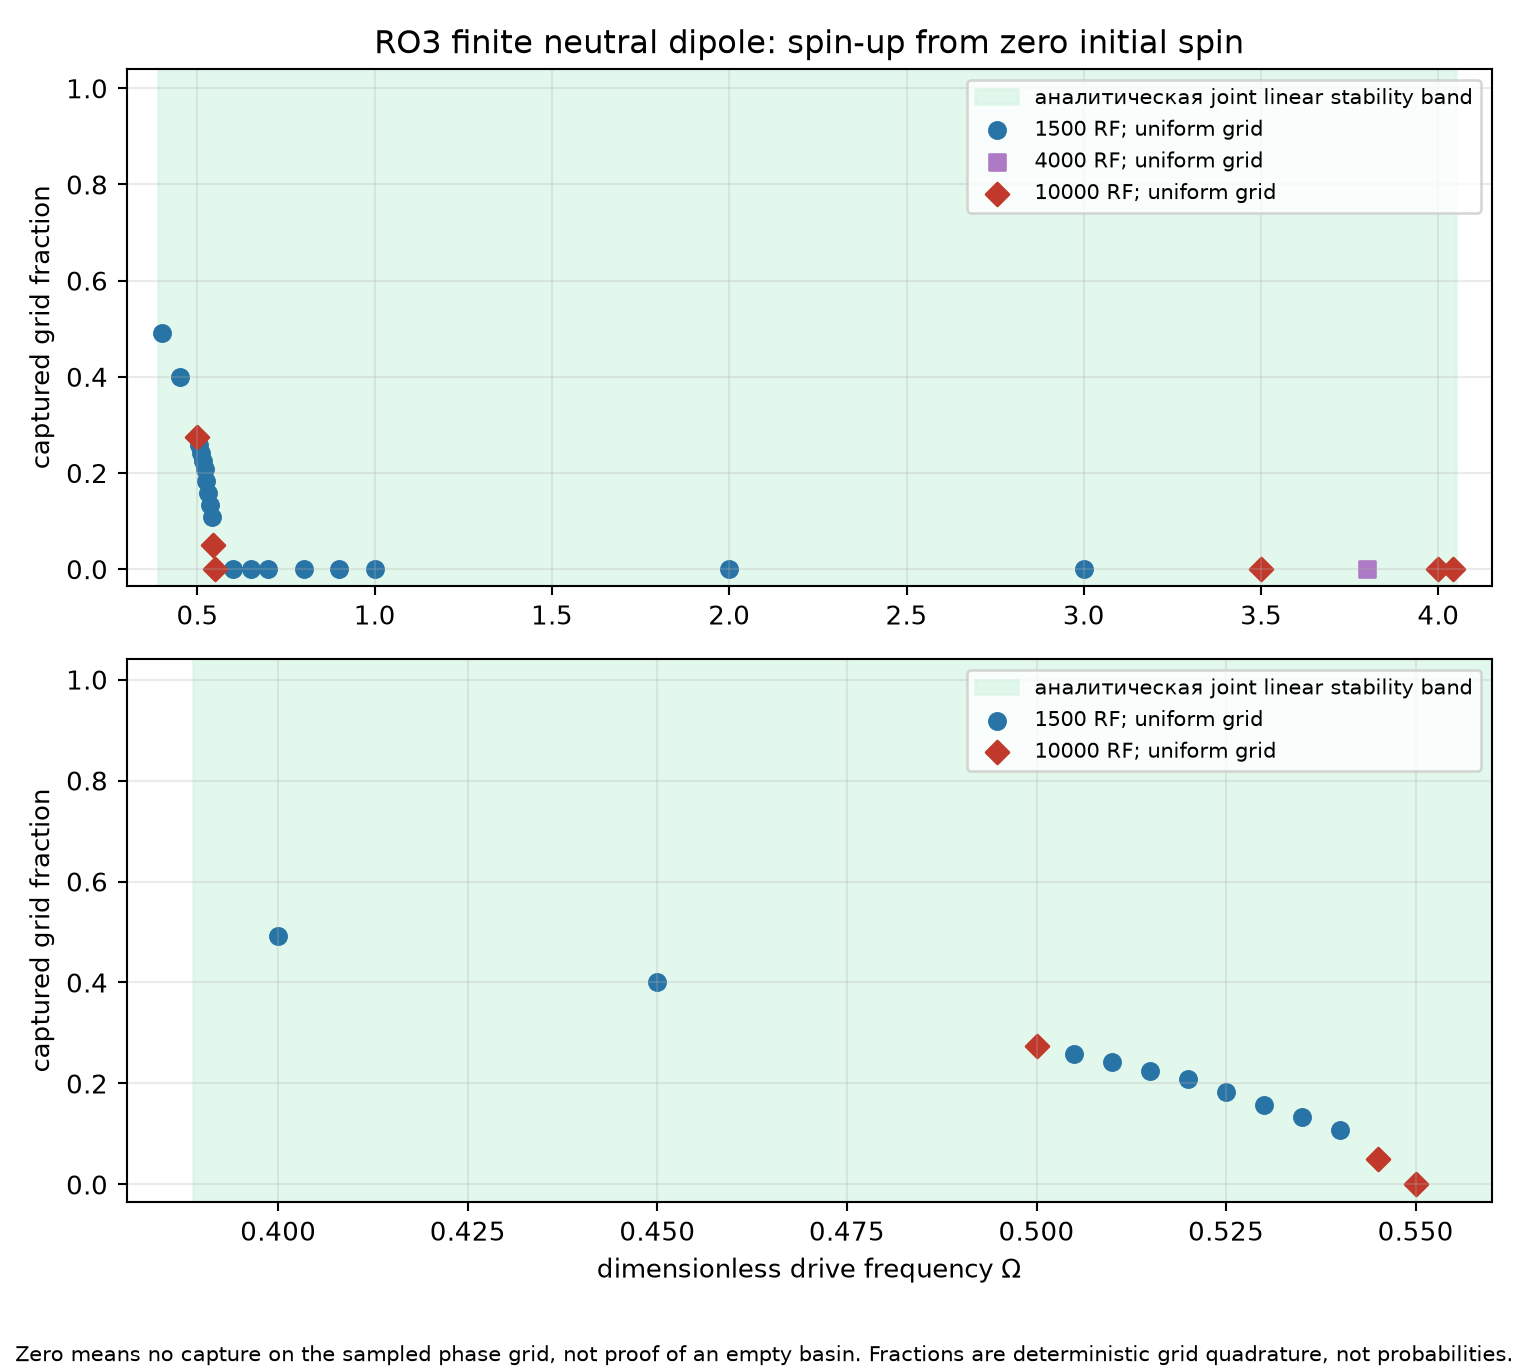 RO3 finite neutral dipole: spin-up from zero initial spin
captured grid fraction
1.0
0.8
0.6
0.4
0.2
0.0
аналитическая joint linear stability band
1500 RF; uniform grid
4000 RF; uniform grid
10000 RF; uniform grid
0.5 1.0 1.5 2.0 2.5 3.0 3.5 4.0
captured grid fraction
1.0
0.8
0.6
0.4
0.2
0.0
аналитическая joint linear stability band
1500 RF; uniform grid
10000 RF; uniform grid
0.400 0.425 0.450 0.475 0.500 0.525 0.550
dimensionless drive frequency Ω
Zero means no capture on the sampled phase grid, not proof of an empty basin. Fractions are deterministic grid quadrature, not probabilities.